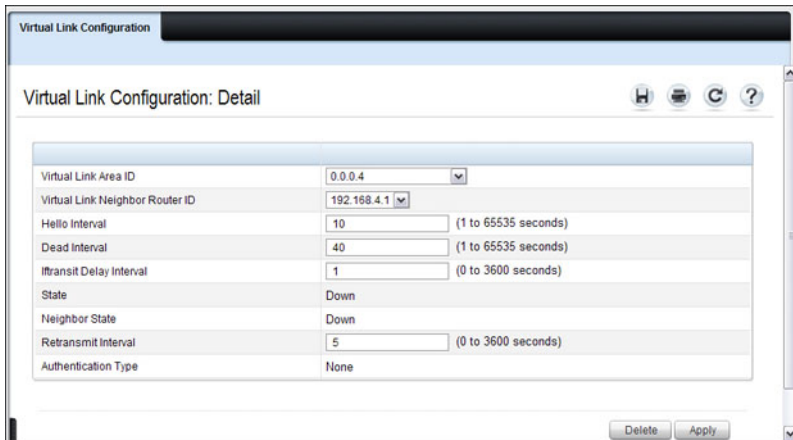 Virtual Link Configuration
Virtual Link Configuration: Detail
Virtual Link Area ID 0.0.0.4
Virtual Link Neighbor Router ID 192.168.4.1
Hello Interval 10 (1 to 65535 seconds)
Dead Interval 40 (1 to 65535 seconds)
Iftransit Delay Interval 1 (0 to 3600 seconds)
State Down
Neighbor State Down
Retransmit Interval 5 (0 to 3600 seconds)
Authentication Type None
Delete Apply